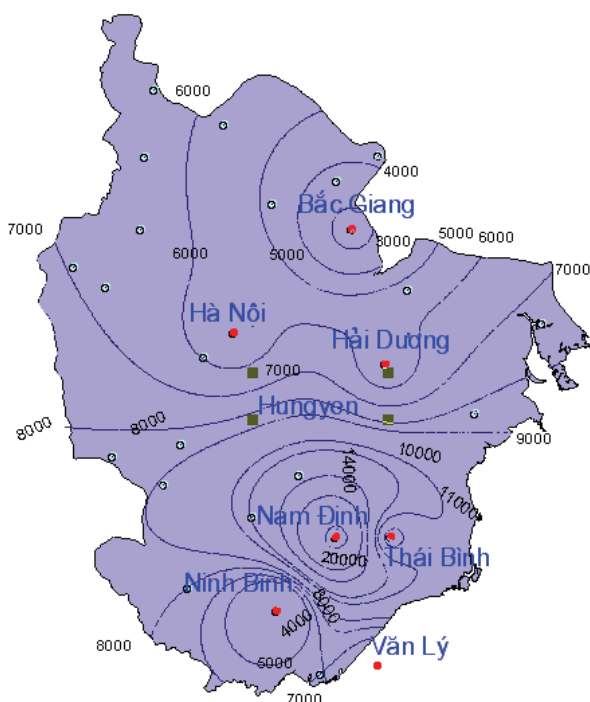 6000
4000
Bắc Giang
7000
3000
5000
6000
5000
6000
7000
Hà Nội
Hải Dương
7000
8000
8000
Hungyen
9000
10000
14000
11000
Nam Định
20000
Thái Bình
Ninh Bình
8000
4000
8000
Văn Lý
5000
7000